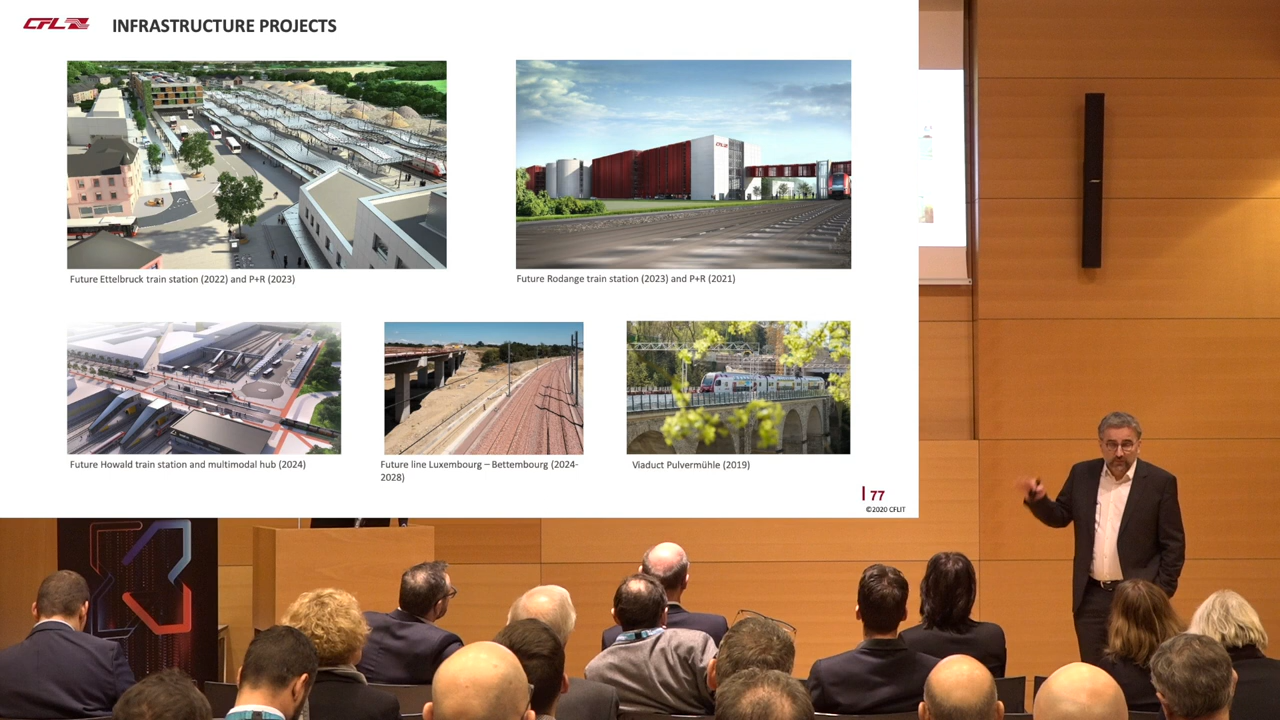 CFL
INFRASTRUCTURE PROJECTS
Future Ettelbruck train station (2022) and P+R (2023)
CFL
Future Rodange train station (2023) and P+R (2021)
Future Howald train station and multimodal hub (2024)
Future line Luxembourg – Bettembourg (2024-
2028)
Viaduct Pulvermühle (2019)
77
©2020 CFLIT